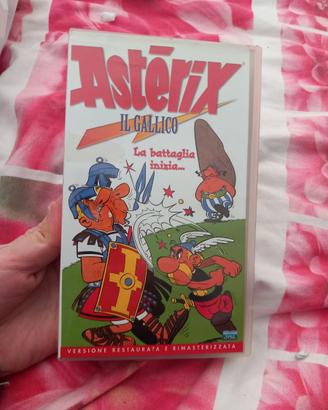 Astérix
IL GALLICO
La battaglia
inizia...
VERSIONE RESTAURATA E RIMASTERIZZATA